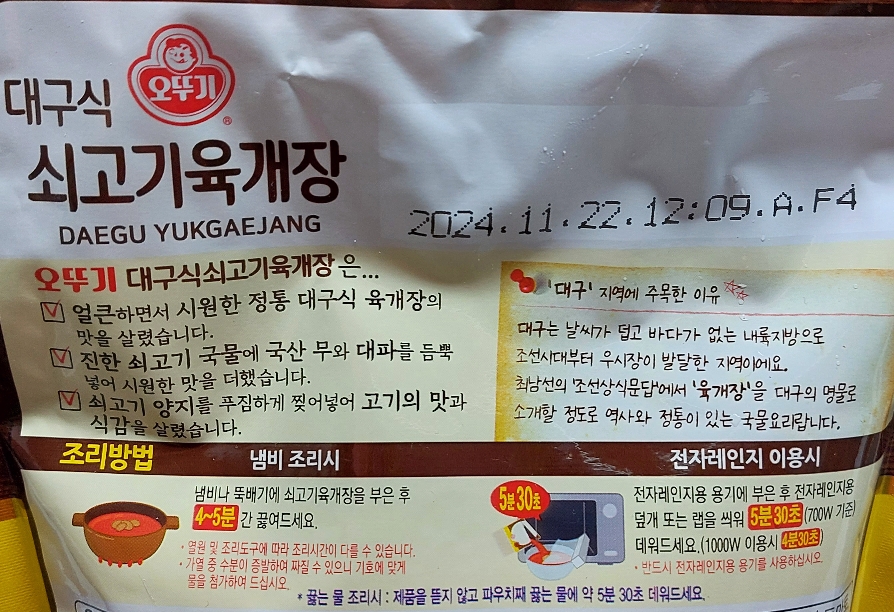 대구식
오뚜기
®
쇠고기육개장
DAEGU YUKGAEJANG
2024.11.22.12:09.A.F4
오뚜기 대구식쇠고기육개장은...
얼큰하면서 시원한 정통 대구식 육개장의
맛을 살렸습니다.
진한 쇠고기 국물에 국산 무와 대파를 듬뿍
넣어 시원한 맛을 더했습니다.
쇠고기 양지를 푸짐하게 찢어넣어 고기의 맛과
식감을 살렸습니다.
'대구' 지역에 주목한 이유
대구는 날씨가 덥고 바다가 없는 내륙지방으로
조선시대부터 우시장이 발달한 지역이에요.
최남선의 '조선상식문답'에서 '육개장'을 대구의 명물로
소개할 정도로 역사와 정통이 있는 국물요리랍니다.
조리방법
냄비 조리시
냄비나 뚝배기에 쇠고기육개장을 부은 후
4~5분 간 끓여드세요.
* 열원 및 조리도구에 따라 조리시간이 다를 수 있습니다.
* 가열 중 수분이 증발하여 짜질 수 있으니 기호에 맞게
물을 첨가하여 드십시오.
전자레인지 이용시
5분30초
전자레인지용 용기에 부은 후 전자레인지용
덮개 또는 랩을 씌워 5분30초 (700W 기준)
데워드세요.(1000W 이용시 4분30초)
* 반드시 전자레인지용 용기를 사용하십시오.
* 끓는 물 조리시 : 제품을 뜯지 않고 파우치째 끓는 물에 약 5분 30초 데워드세요.